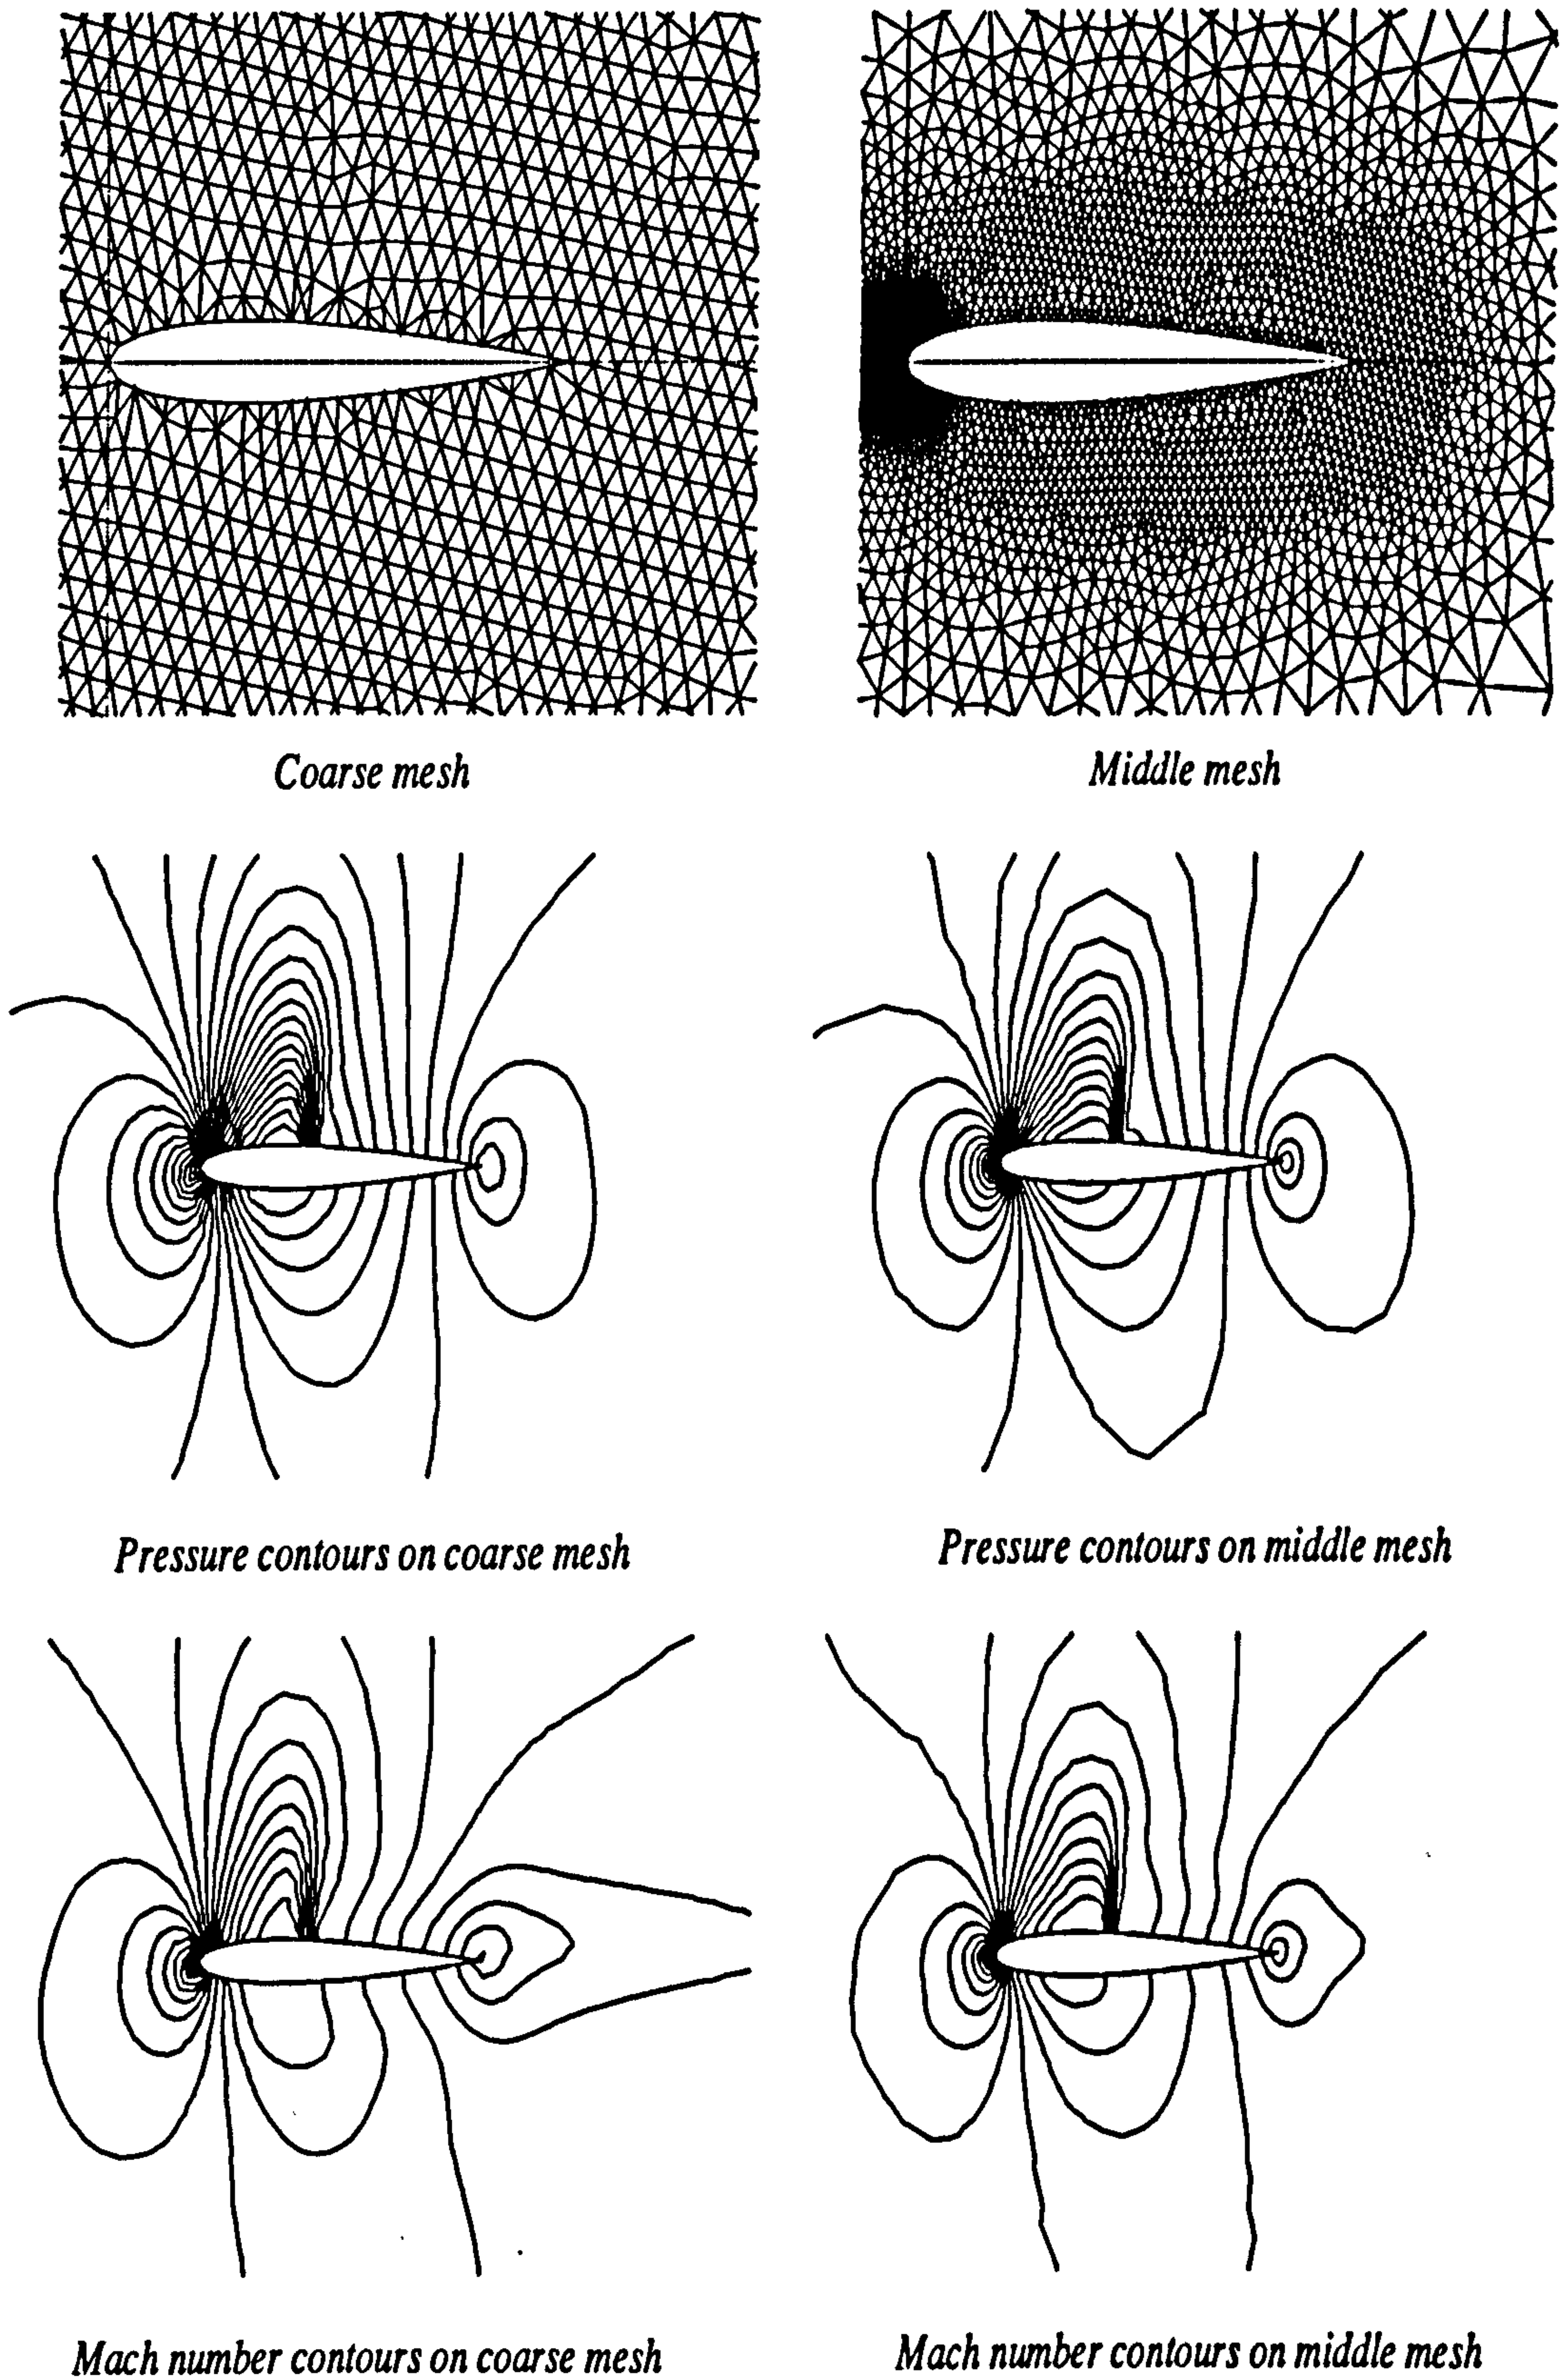 Coarse mesh
Middle mesh
Pressure contours on coarse mesh
Pressure contours on middle mesh
Mach number contours on coarse mesh
Mach number contours on middle mesh